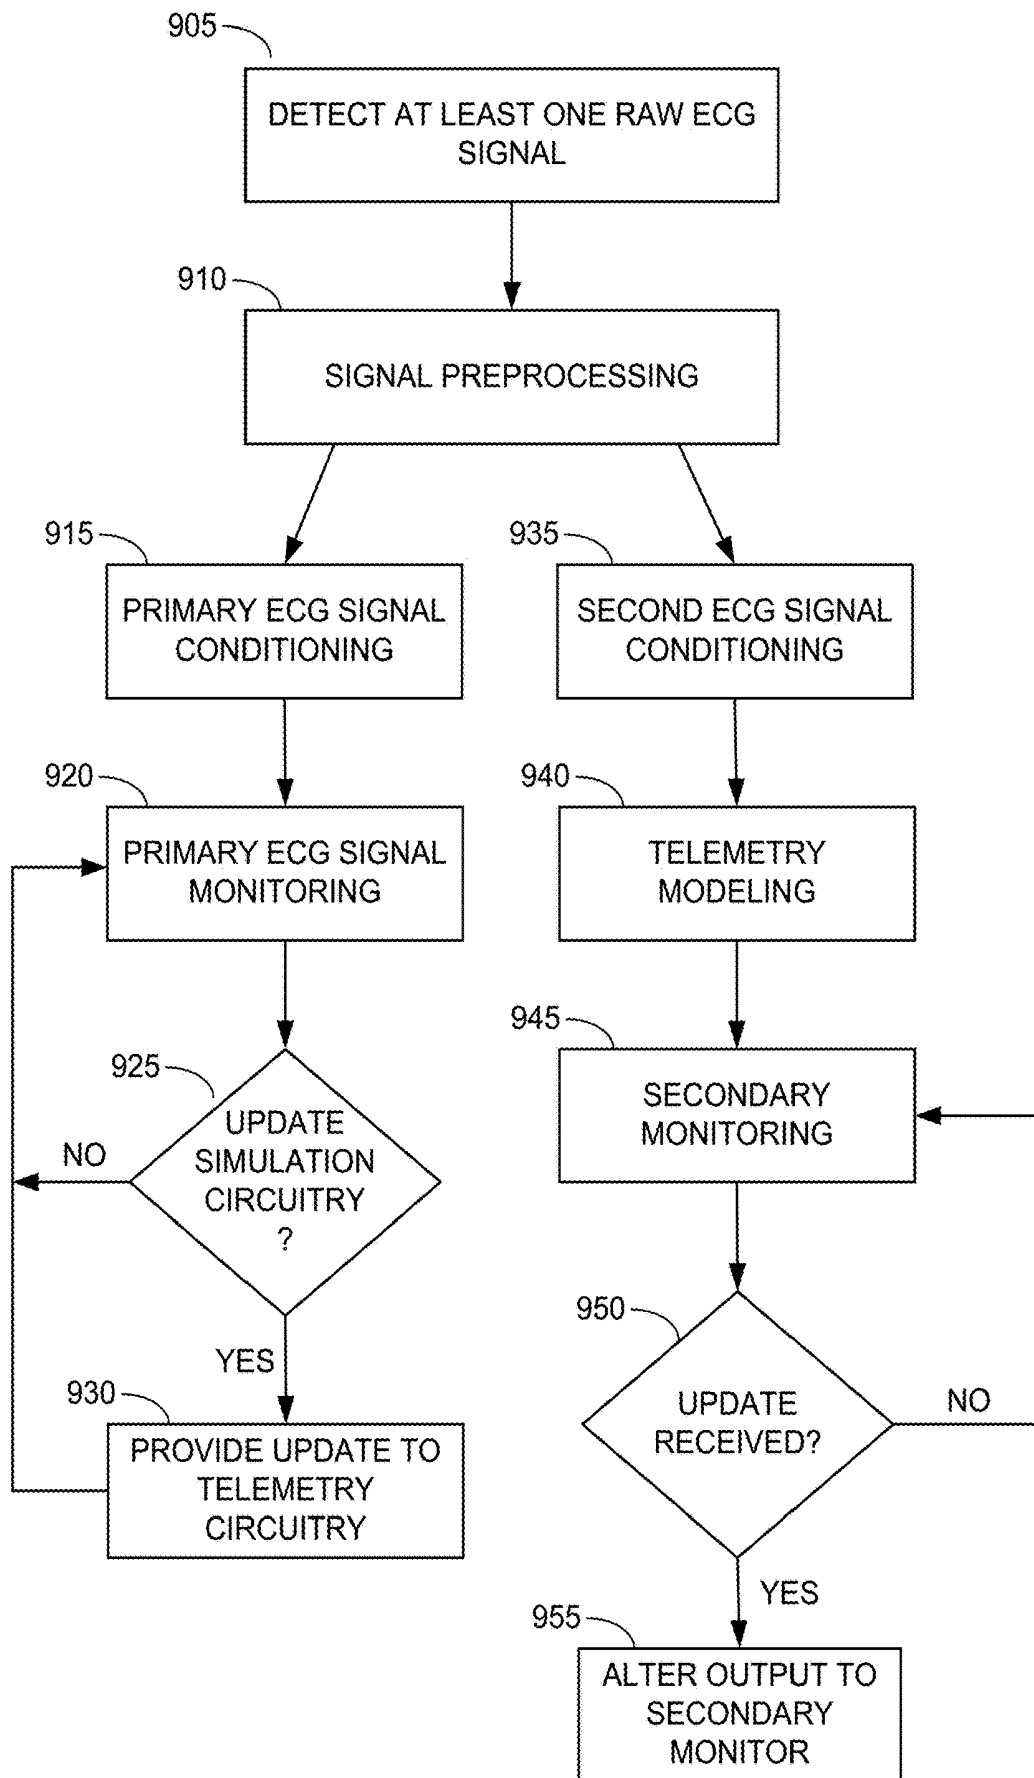 905
DETECT AT LEAST ONE RAW ECG
SIGNAL
910
SIGNAL PREPROCESSING
915
PRIMARY ECG SIGNAL
CONDITIONING
935
SECOND ECG SIGNAL
CONDITIONING
920
PRIMARY ECG SIGNAL
MONITORING
940
TELEMETRY
MODELING
925
UPDATE
SIMULATION
CIRCUITRY
?
NO
945
SECONDARY
MONITORING
YES
930
PROVIDE UPDATE TO
TELEMETRY
CIRCUITRY
950
UPDATE
RECEIVED?
NO
YES
955
ALTER OUTPUT TO
SECONDARY
MONITOR